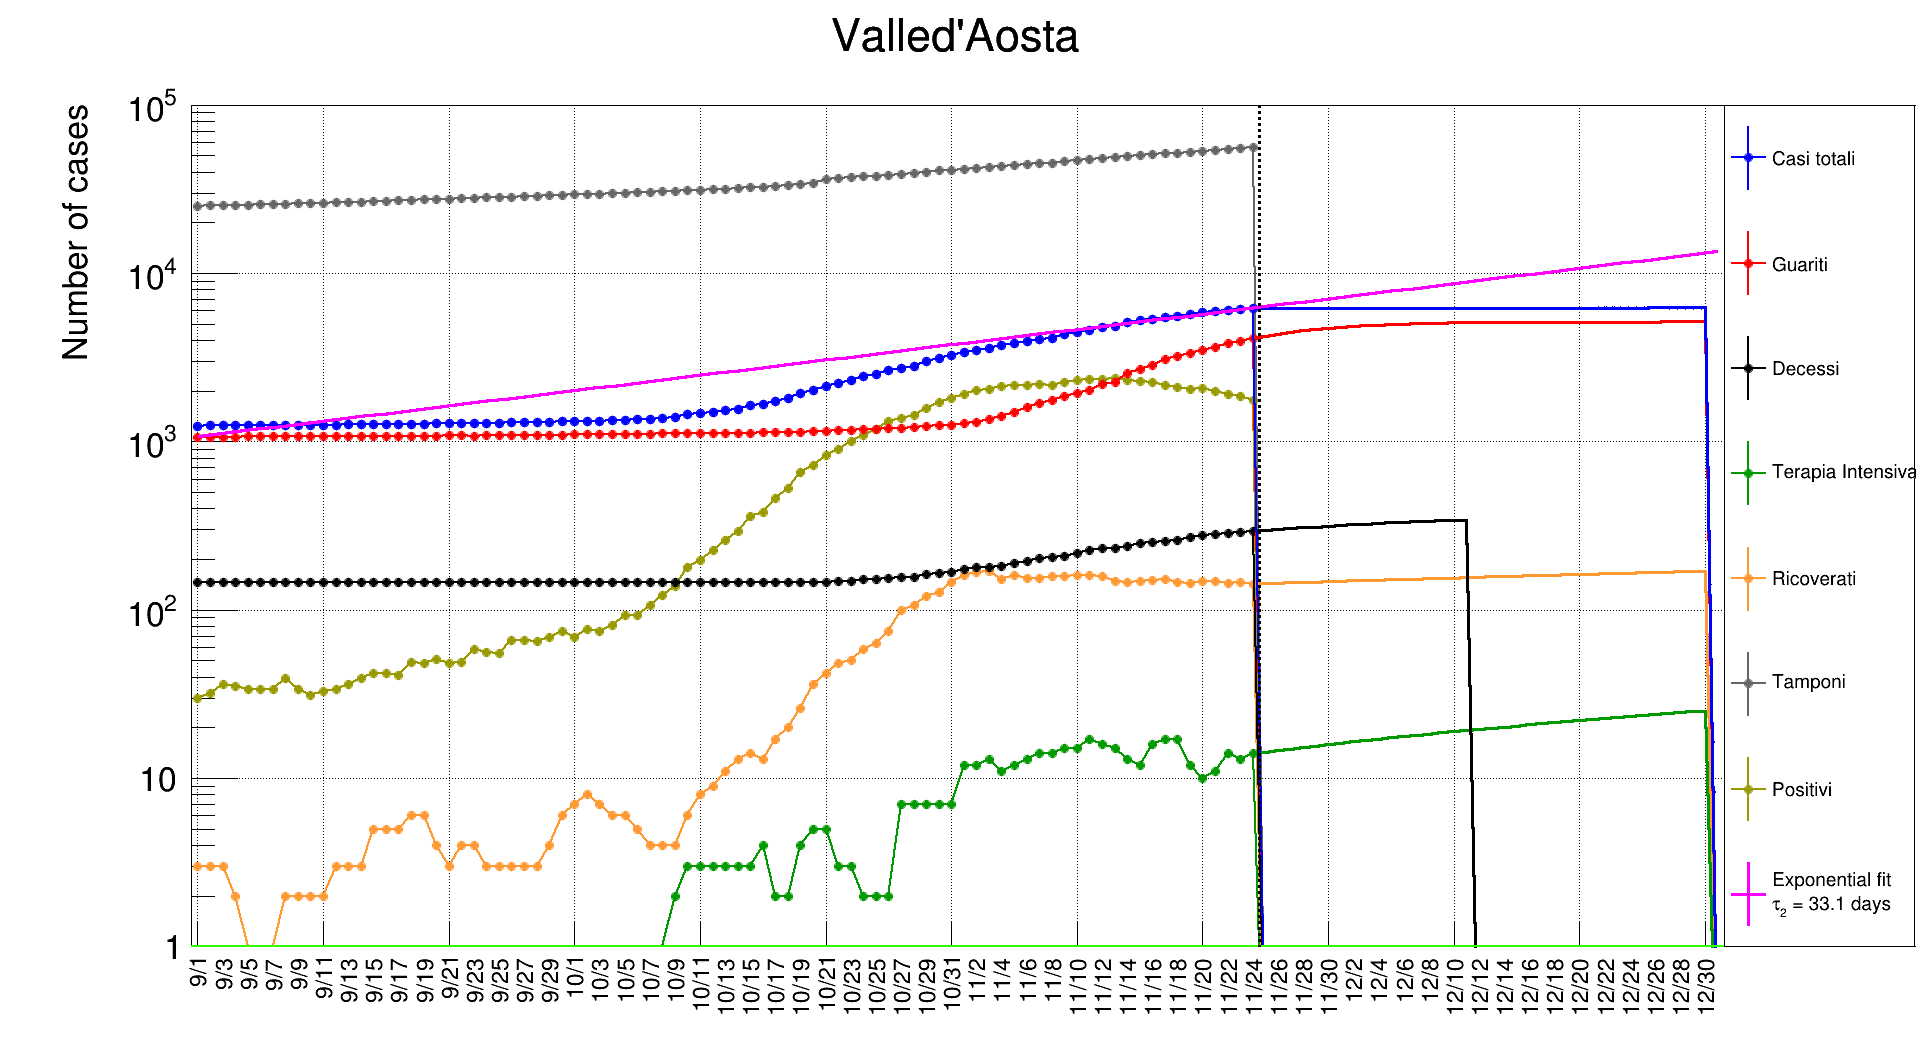 Valled'Aosta
Number of cases
10^5
10^4
10^3
10^2
10
1
9/1 9/3 9/5 9/7 9/9 9/11 9/13 9/15 9/17 9/19 9/21 9/23 9/25 9/27 9/29 10/1 10/3 10/5 10/7 10/9 10/11 10/13 10/15 10/17 10/19 10/21 10/23 10/25 10/27 10/29 10/31 11/2 11/4 11/6 11/8 11/10 11/12 11/14 11/16 11/18 11/20 11/22 11/24 11/26 11/28 11/30 12/2 12/4 12/6 12/8 12/10 12/12 12/14 12/16 12/18 12/20 12/22 12/24 12/26 12/28 12/30
Casi totali
Guariti
Decessi
Terapia Intensiva
Ricoverati
Tamponi
Positivi
Exponential fit
τ₂ = 33.1 days